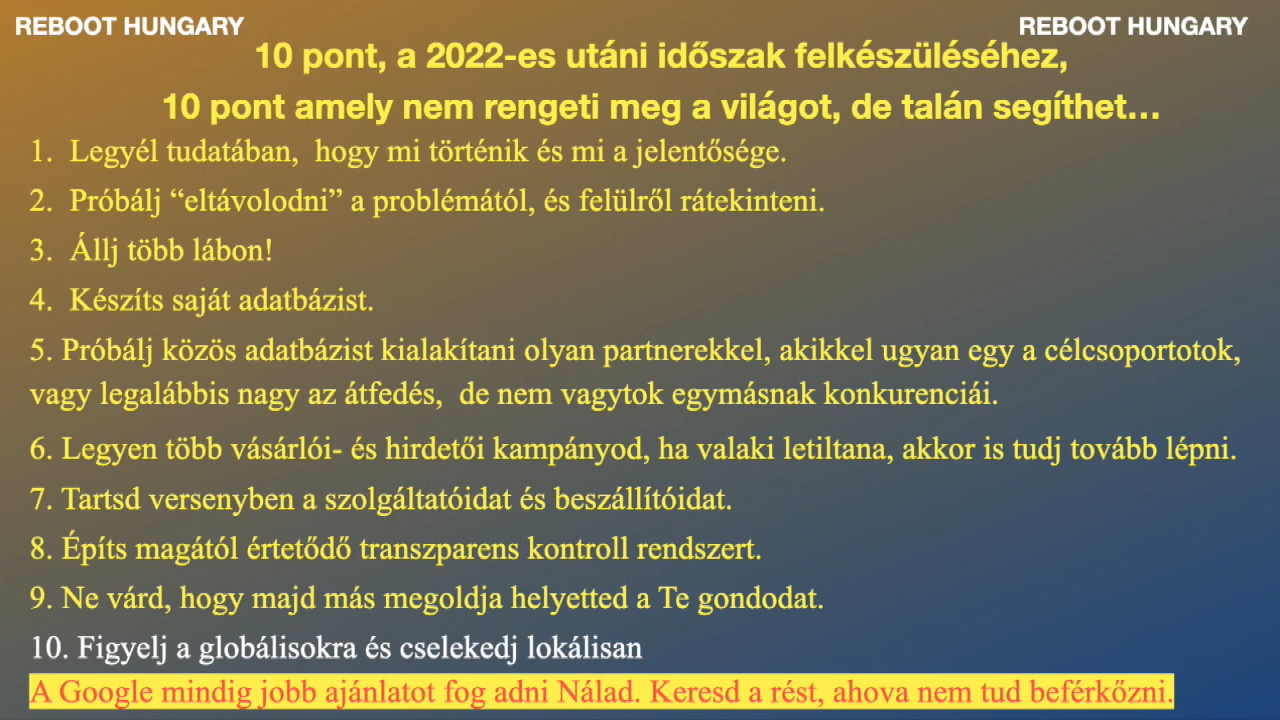 REBOOT HUNGARY
REBOOT HUNGARY
10 pont, a 2022-es utáni időszak felkészüléséhez,
10 pont amely nem rengeti meg a világot, de talán segíthet…
1. Legyél tudatában, hogy mi történik és mi a jelentősége.
2. Próbálj “eltávolodni” a problémától, és felülről rátekinteni.
3. Állj több lábon!
4. Készíts saját adatbázist.
5. Próbálj közös adatbázist kialakítani olyan partnerekkel, akikkel ugyan egy a célcsoportotok,
vagy legalábbis nagy az átfedés, de nem vagytok egymásnak konkurenciái.
6. Legyen több vásárlói- és hirdetői kampányod, ha valaki letiltana, akkor is tudj tovább lépni.
7. Tartsd versenyben a szolgáltatóidat és beszállítóidat.
8. Építs magától értetődő transzparens kontroll rendszert.
9. Ne várd, hogy majd más megoldja helyetted a Te gondodat.
10. Figyelj a globálisokra és cselekedj lokálisan
A Google mindig jobb ajánlatot fog adni Nálad. Keresd a rést, ahova nem tud beférkőzni.